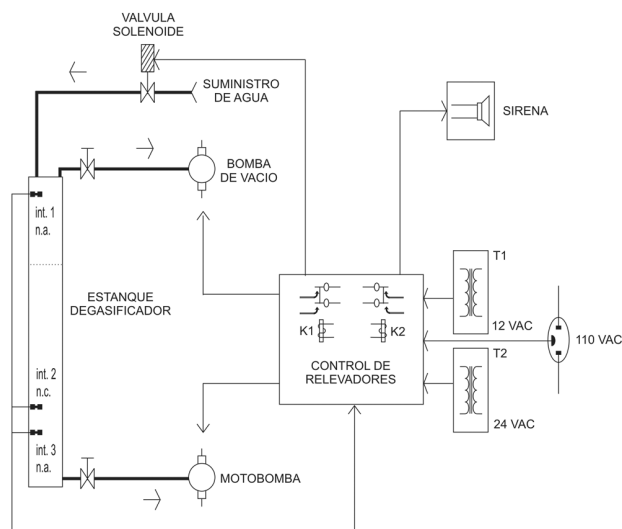 VALVULA
SOLENOIDE
SUMINISTRO
DE AGUA
SIRENA
BOMBA
DE VACIO
int. 1
n.a.
ESTANQUE
DEGASIFICADOR
T1
12 VAC
K1
K2
CONTROL DE
RELEVADORES
110 VAC
T2
24 VAC
int. 2
n.c.
int. 3
n.a.
MOTOBOMBA